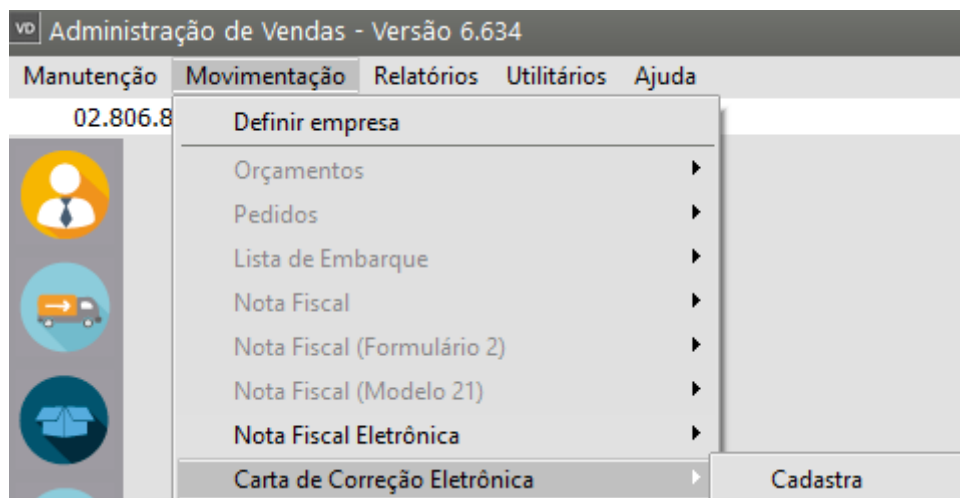 VD Administração de Vendas - Versão 6.634
Manutenção Movimentação Relatórios Utilitários Ajuda
02.806.8
Definir empresa
Orçamentos
Pedidos
Lista de Embarque
Nota Fiscal
Nota Fiscal (Formulário 2)
Nota Fiscal (Modelo 21)
Nota Fiscal Eletrônica
Carta de Correção Eletrônica Cadastra